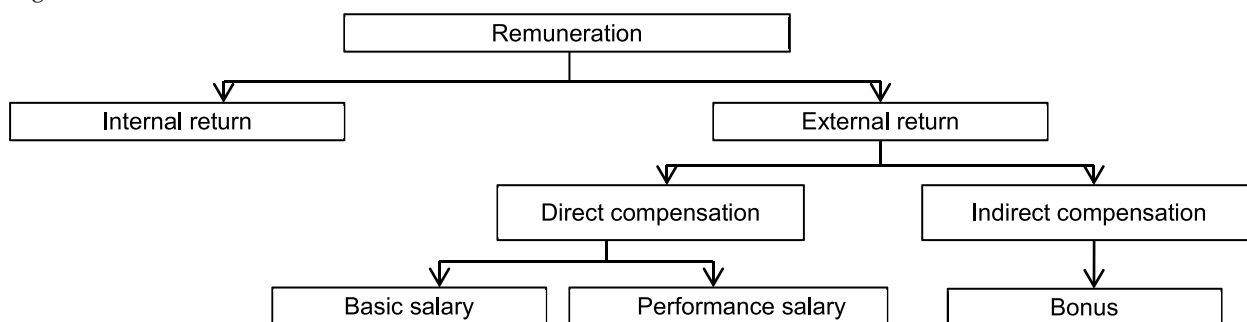 Remuneration
Internal return
External return
Direct compensation
Indirect compensation
Basic salary
Performance salary
Bonus